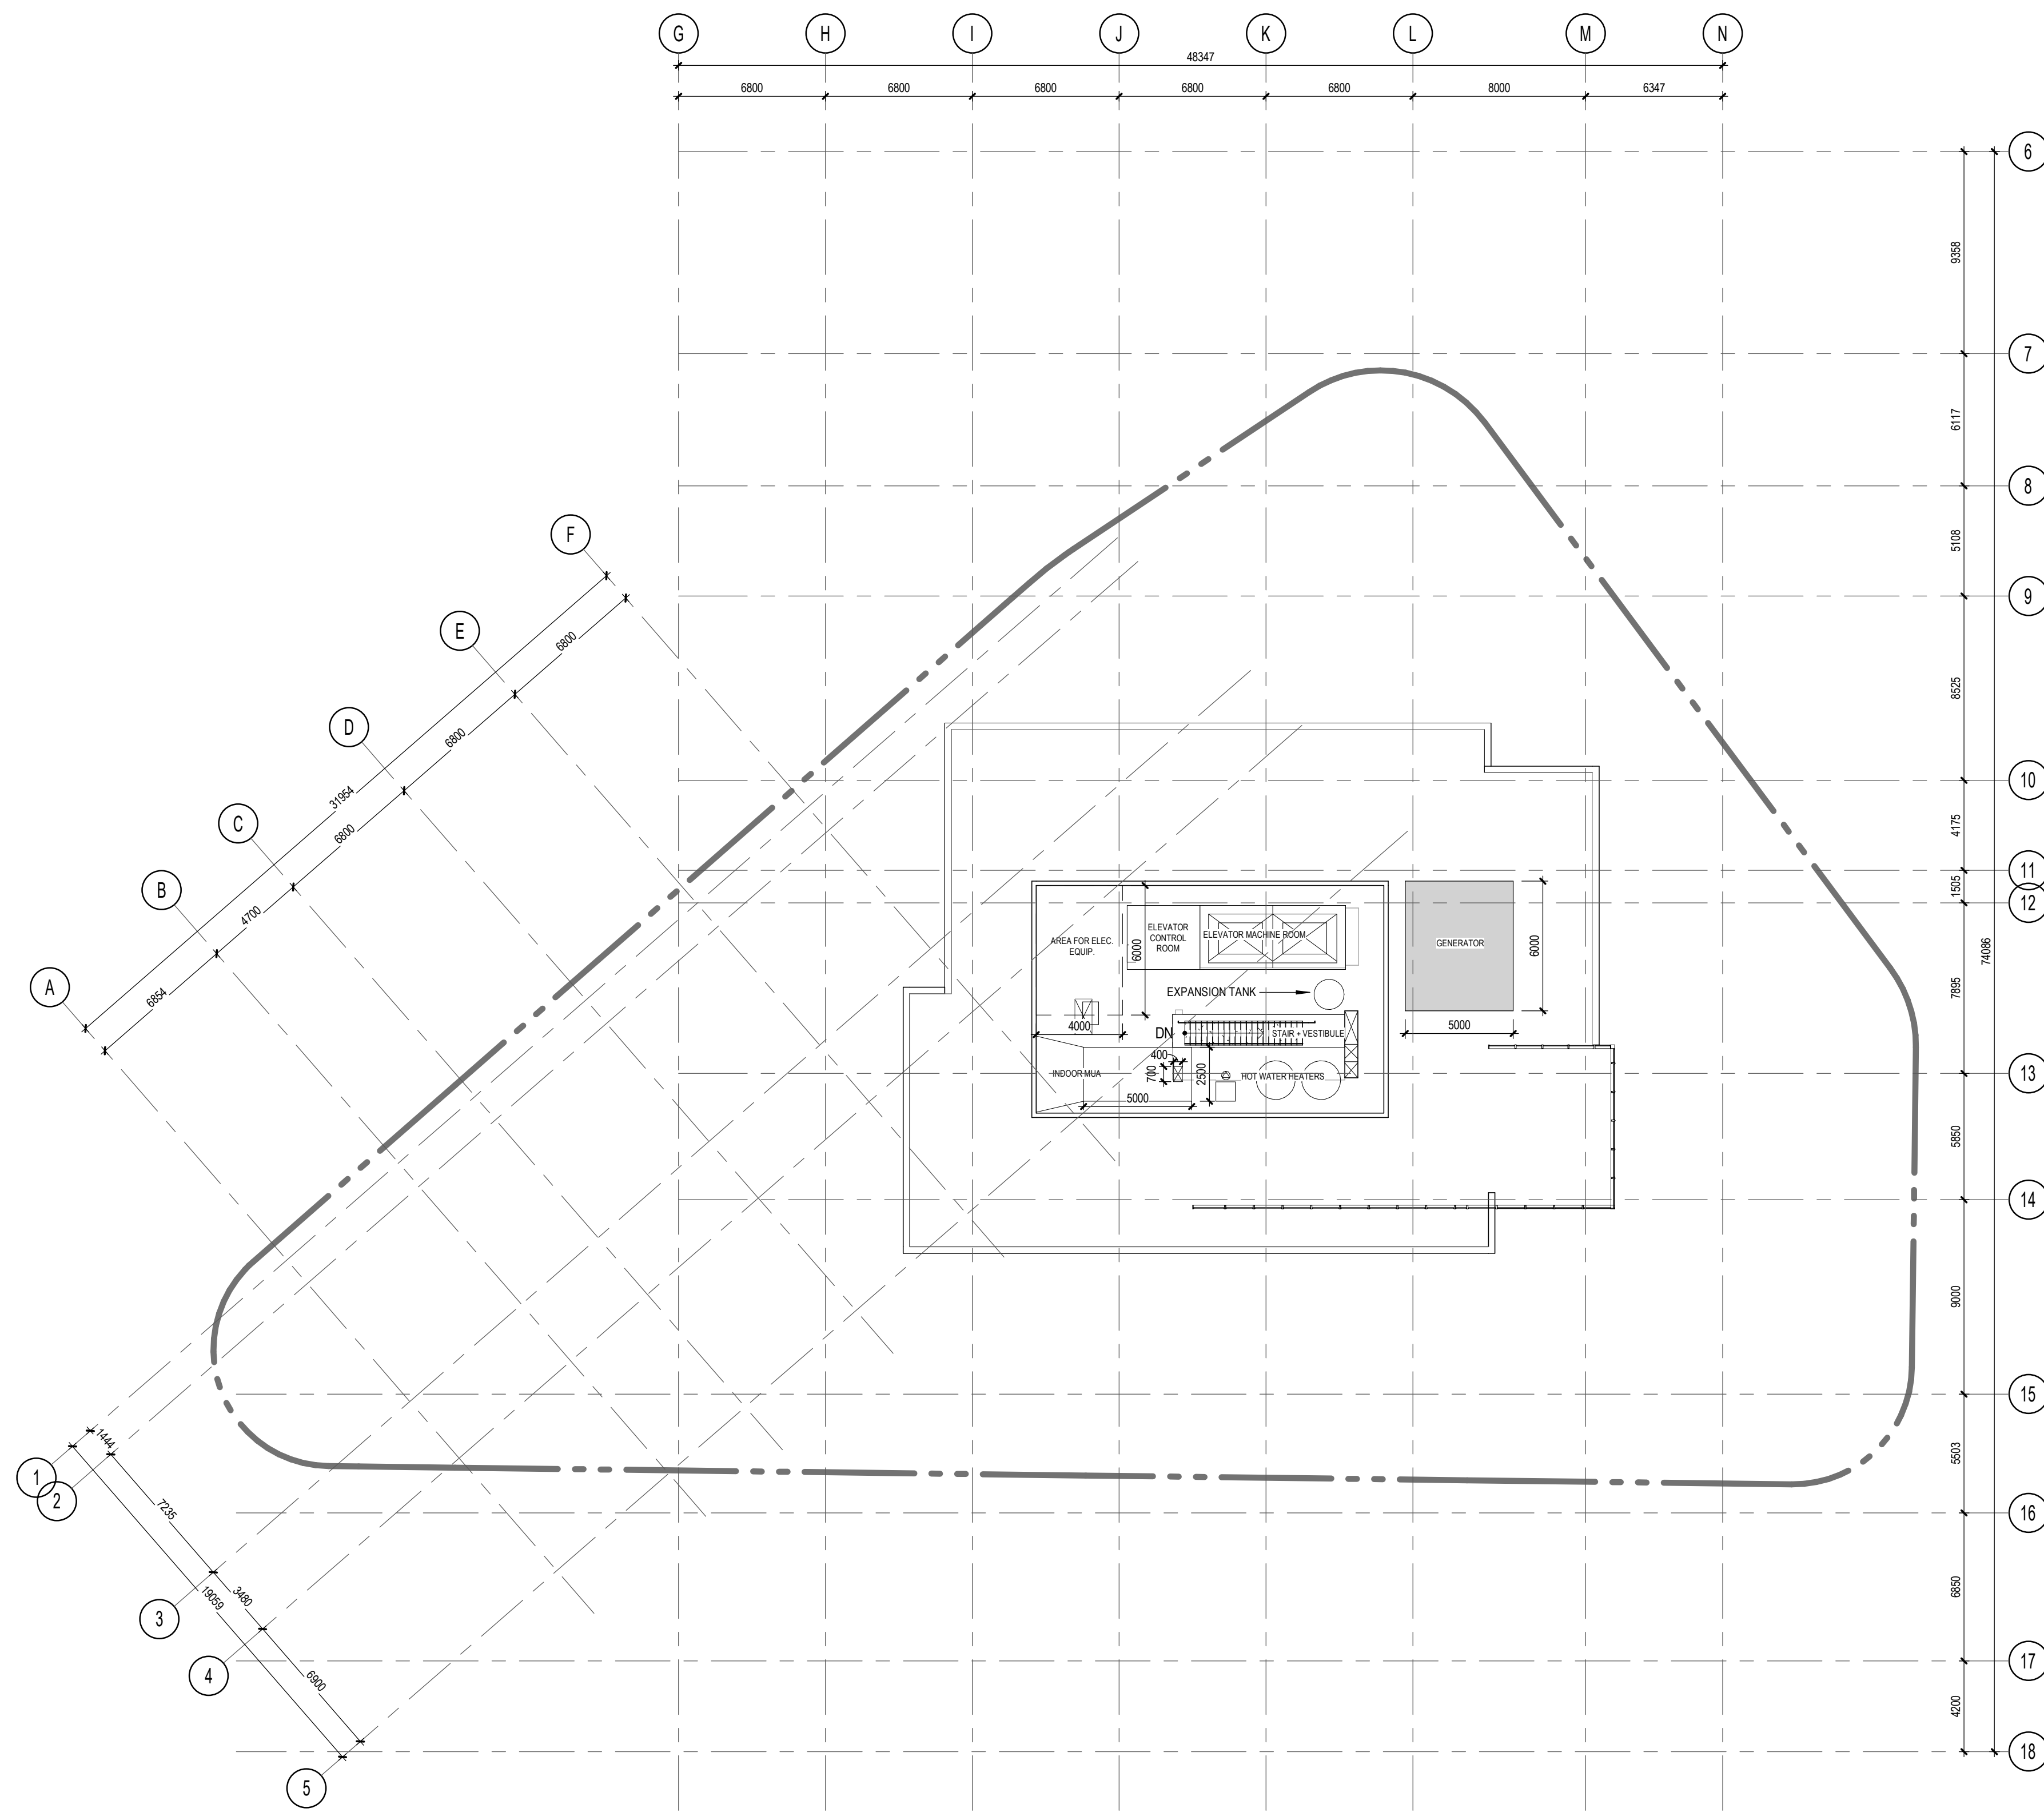 G
H
I
J
K
L
M
N
48347
6800
6800
6800
6800
6800
8000
6347
6
9358
7
6117
8
5108
9
8525
10
4175
11
1505
12
7895
74086
13
5850
14
9000
15
5503
16
6850
17
4200
18
F
E
D
C
B
A
6800
6800
31954
6800
4700
6854
AREA FOR ELEC.
EQUIP.
6000
ELEVATOR
CONTROL
ROOM
ELEVATOR MACHINE ROOM
GENERATOR
6000
5000
EXPANSION TANK
4000
DN
STAIR + VESTIBULE
400
700
2500
INDOOR MUA
HOT WATER HEATERS
5000
1
2
1444
7235
3
3480
19059
4
6900
5